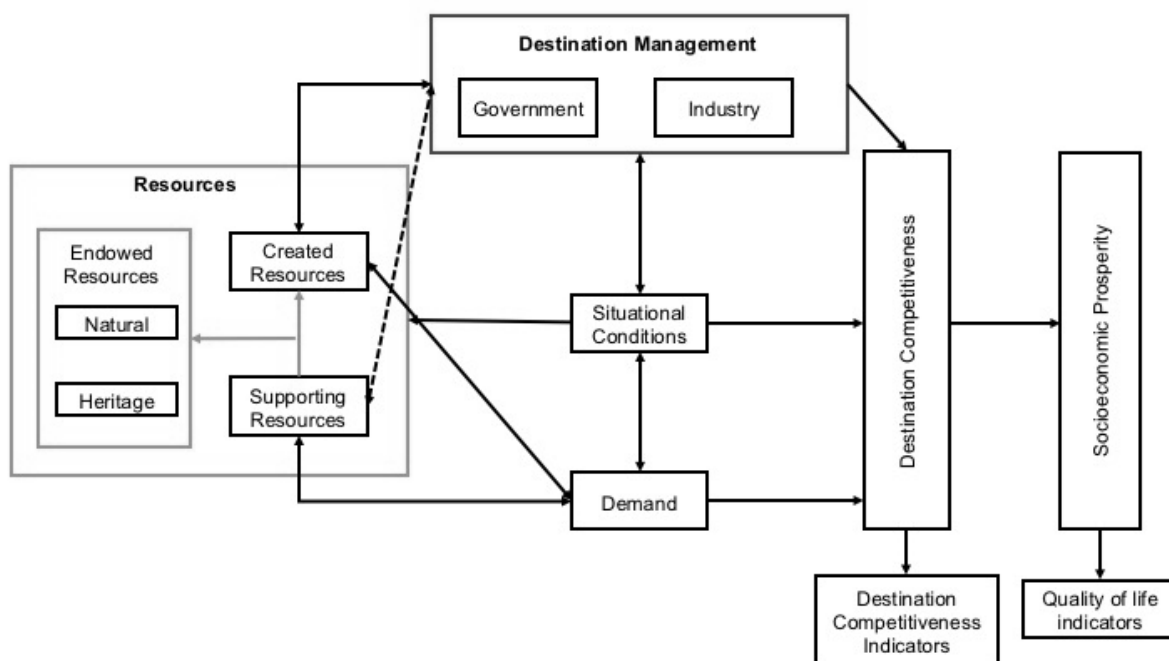 Destination Management
Government
Industry
Resources
Endowed
Resources
Natural
Heritage
Created
Resources
Supporting
Resources
Situational
Conditions
Demand
Destination Competitiveness
Socioeconomic Prosperity
Destination
Competitiveness
Indicators
Quality of life
indicators